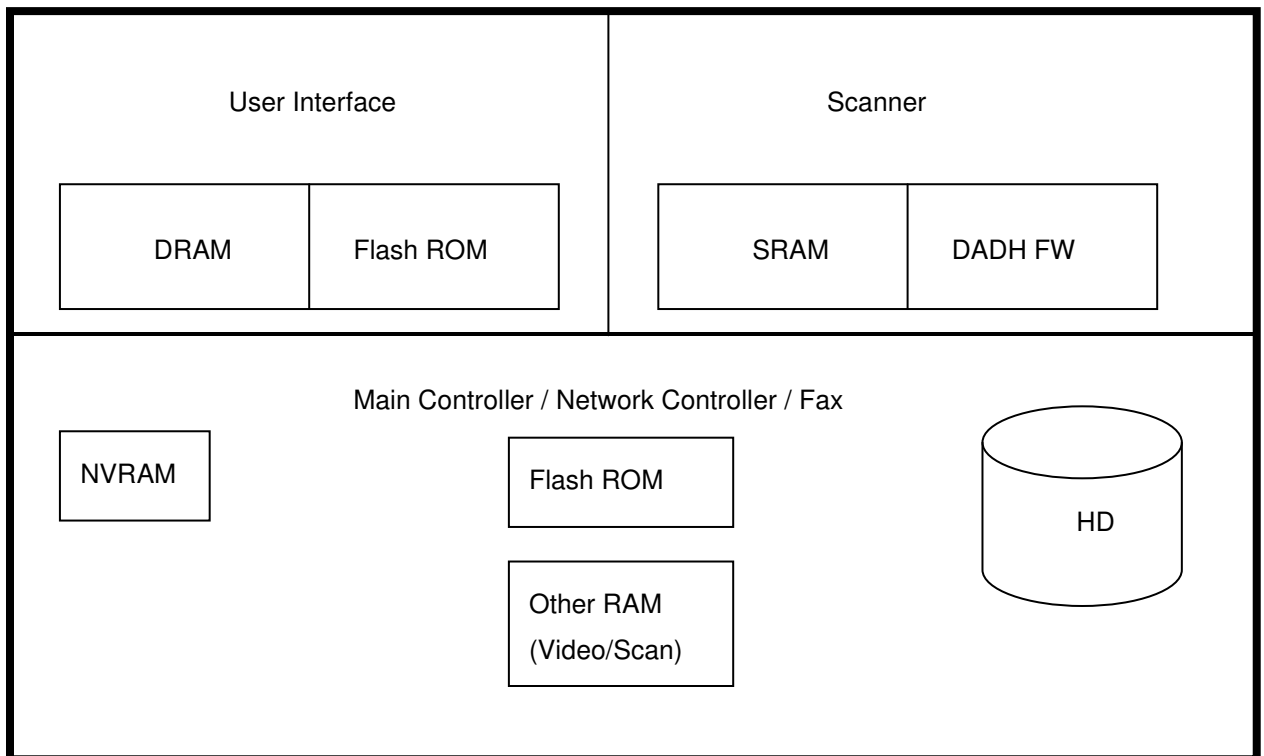 User Interface
Scanner
DRAM
Flash ROM
SRAM
DADH FW
Main Controller / Network Controller / Fax
NVRAM
Flash ROM
HD
Other RAM
(Video/Scan)